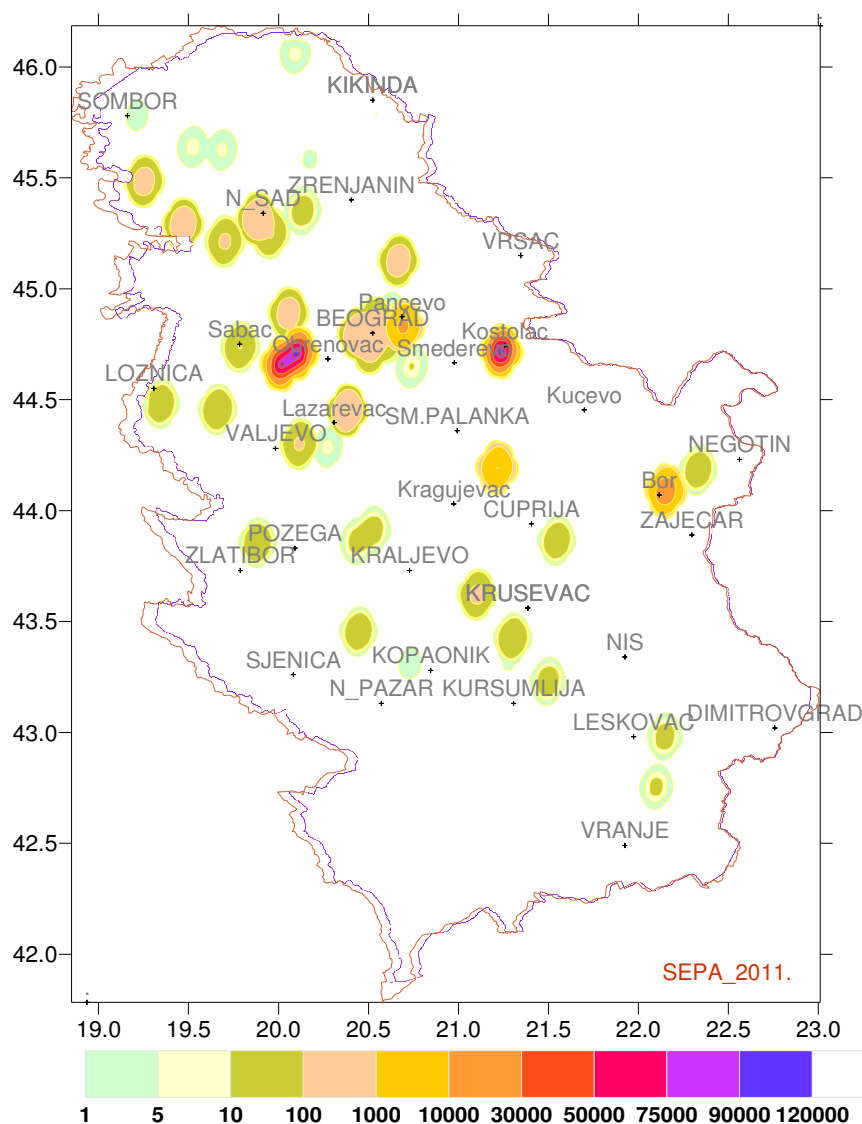 46.0
KIKINDA
SOMBOR
45.5
N_SAD ZRENJANIN
VRSAC
45.0
Pancevo
Sabac BEOGRAD Kostolac
Obrenovac Smederevo
LOZNICA
44.5
Lazarevac SM.PALANKA Kucevo
VALJEVO NEGOTIN
Kragujevac Bor
44.0
CUPRIJA ZAJECAR
POZEGA
ZLATIBOR KRALJEVO
43.5
KRUSEVAC
NIS
SJENICA KOPAONIK
N_PAZAR KURSUMLIJA
43.0
LESKOVAC DIMITROVGRAD
VRANJE
42.5
42.0
SEPA_2011.
19.0 19.5 20.0 20.5 21.0 21.5 22.0 22.5 23.0
1 5 10 100 1000 10000 30000 50000 75000 90000 120000